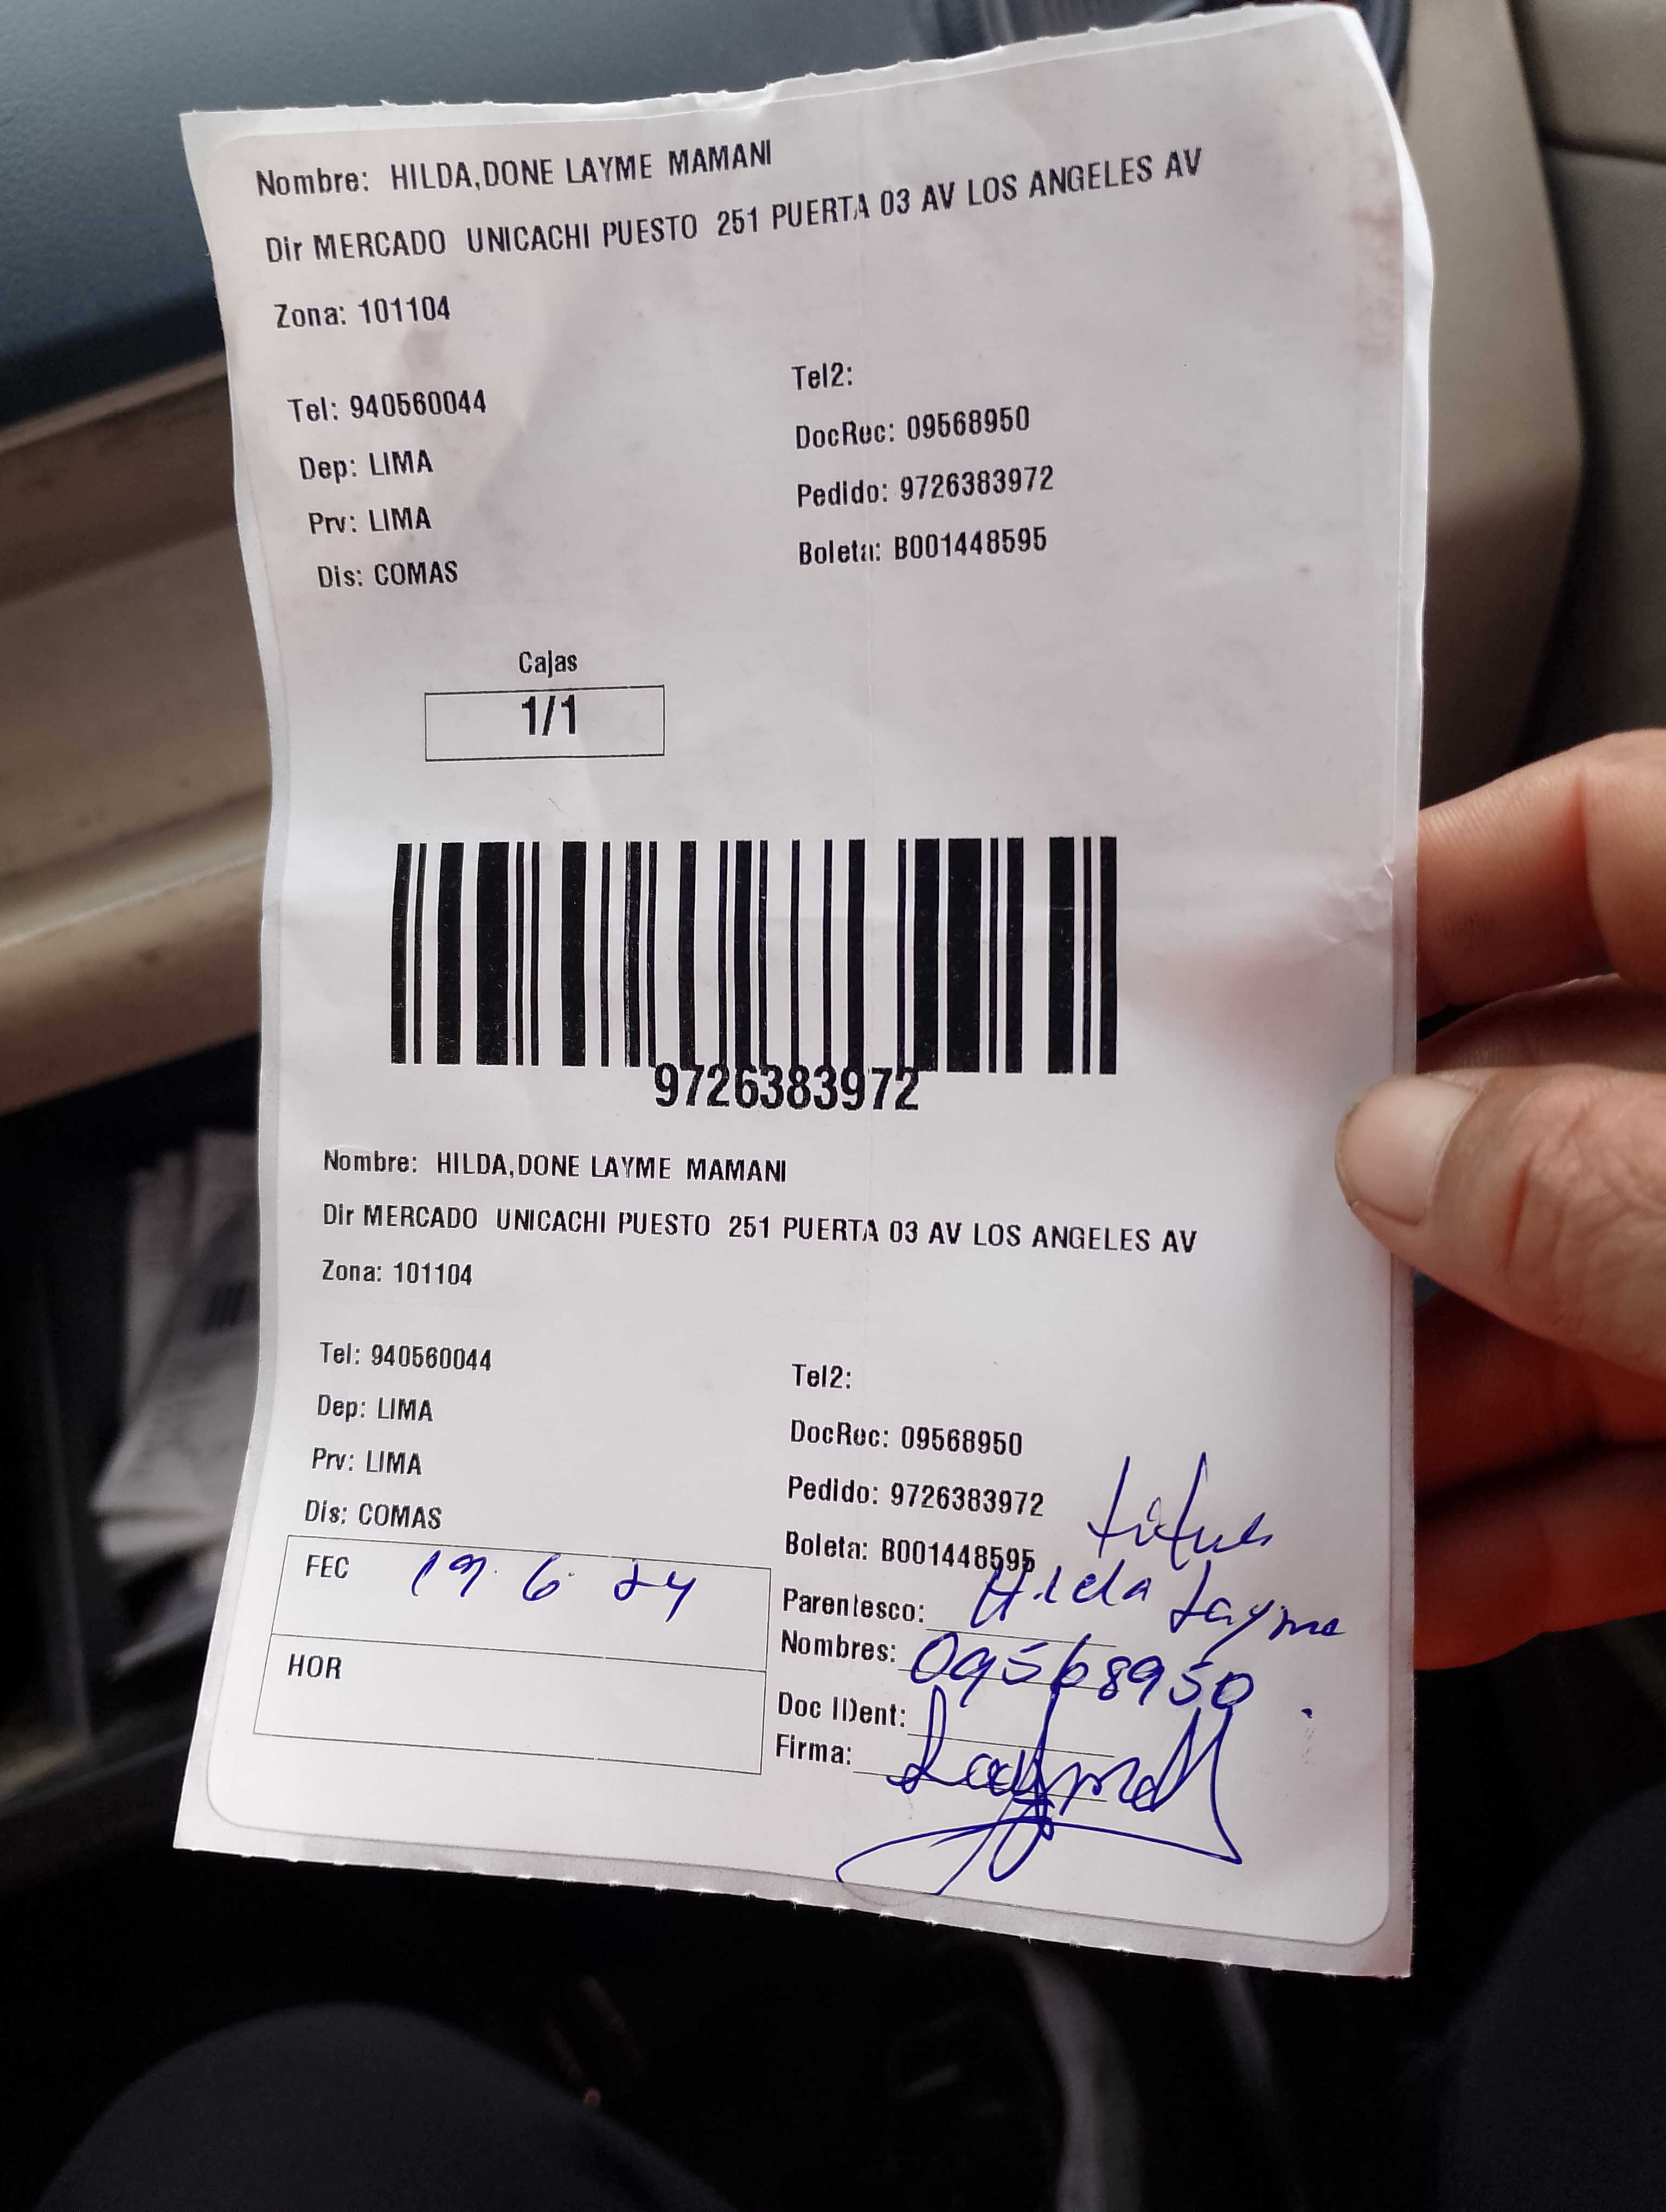 Nombre: HILDA,DONE LAYME MAMANI
Dir MERCADO UNICACHI PUESTO 251 PUERTA 03 AV LOS ANGELES AV
Zona: 101104
Tel: 940560044
Tel2:
Dep: LIMA
DocRec: 09568950
Prv: LIMA
Pedido: 9726383972
Dis: COMAS
Boleta: B001448595
Cajas
1/1
9726383972
Nombre: HILDA,DONE LAYME MAMANI
Dir MERCADO UNICACHI PUESTO 251 PUERTA 03 AV LOS ANGELES AV
Zona: 101104
Tel: 940560044
Tel2:
Dep: LIMA
DocRec: 09568950
Prv: LIMA
Pedido: 9726383972
Dis: COMAS
Boleta: B001448595
FEC 19. 6. 24
Parentesco: Hilda Layme
Nombres: 09568950
HOR
Doc IDent:
Firma: